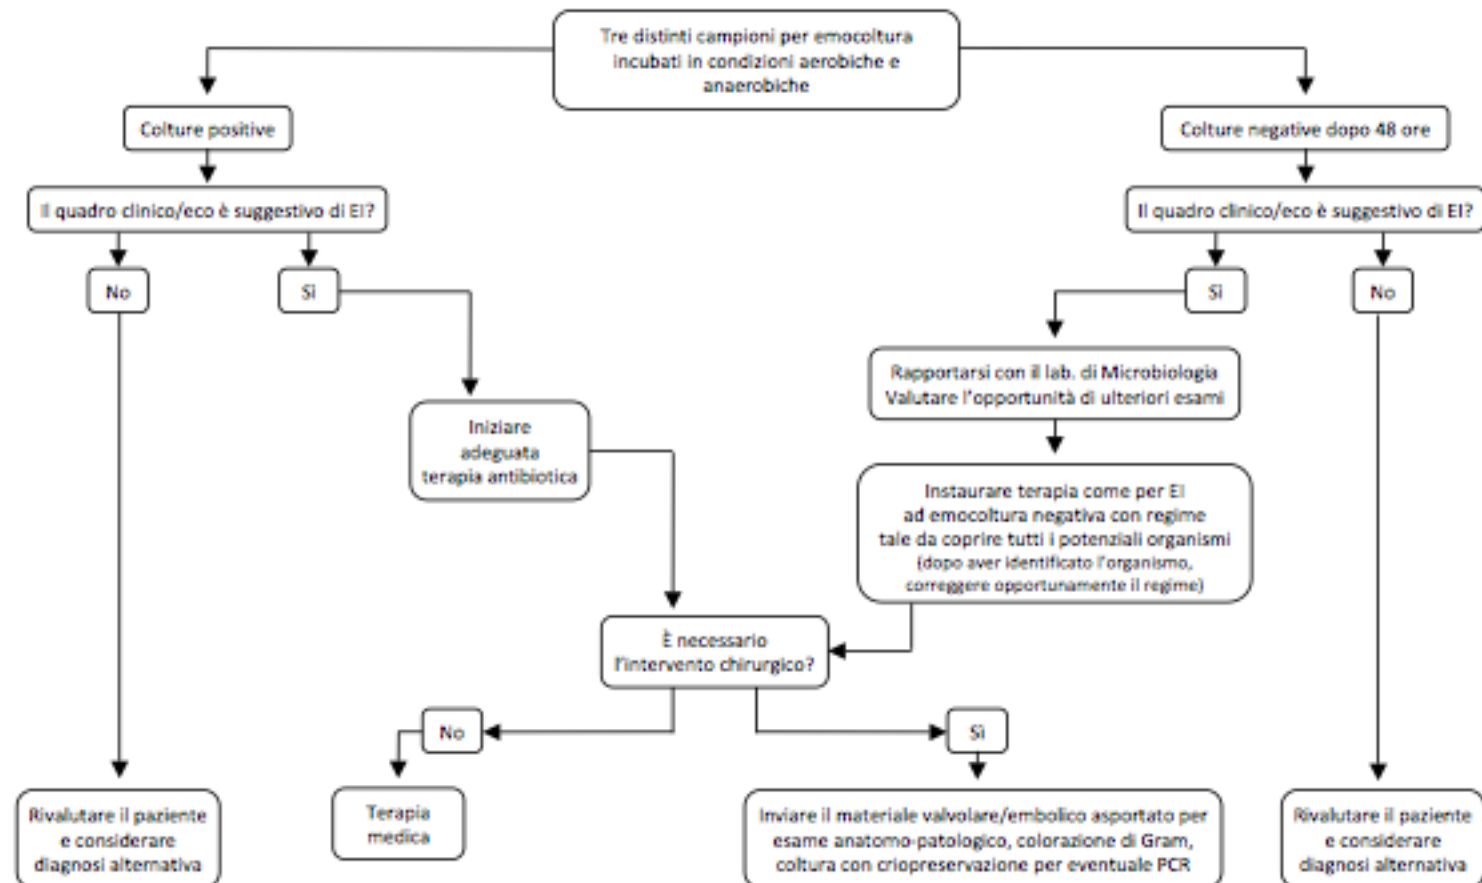 Tre distinti campioni per emocoltura
incubati in condizioni aerobiche e
anaerobiche
Colture positive
Colture negative dopo 48 ore
Il quadro clinico/eco è suggestivo di EI?
Il quadro clinico/eco è suggestivo di EI?
No
Sì
Sì
No
Rapportarsi con il lab. di Microbiologia
Valutare l'opportunità di ulteriori esami
Iniziare
adeguata
terapia antibiotica
Instaurare terapia come per EI
ad emocoltura negativa con regime
tale da coprire tutti i potenziali organismi
(dopo aver identificato l'organismo,
correggere opportunamente il regime)
È necessario
l'intervento chirurgico?
No
Sì
Rivalutare il paziente
e considerare
diagnosi alternativa
Terapia
medica
Inviare il materiale valvolare/embolico asportato per
esame anatomo-patologico, colorazione di Gram,
coltura con criopreservazione per eventuale PCR
Rivalutare il paziente
e considerare
diagnosi alternativa